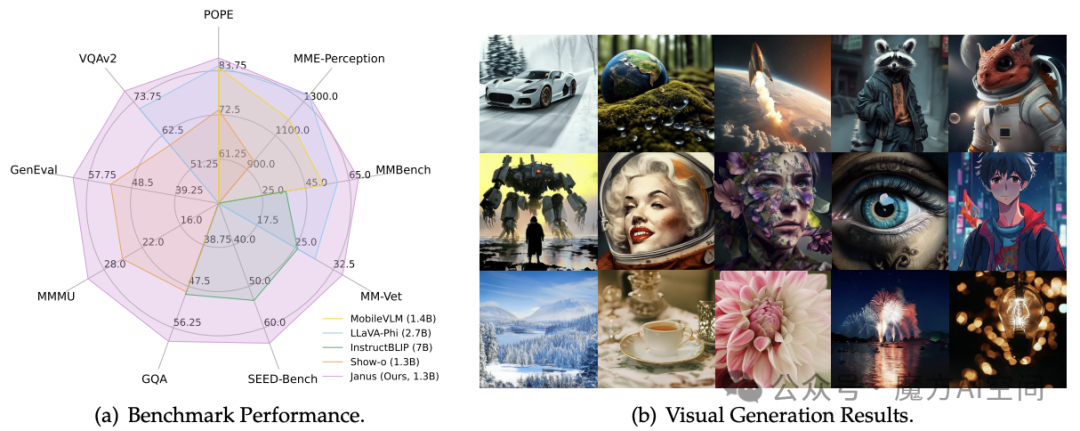 POPE
VQAv2
MME-Perception
83.75
73.75
1300.0
72.5
62.5
1100.0
61.25
51.25
900.0
GenEval
MMBench
57.75
48.5
39.25
25.0
45.0
65.0
16.0
17.5
22.0
38.75
40.0
25.0
28.0
32.5
47.5
50.0
MMMU
MM-Vet
56.25
60.0
GQA
SEED-Bench
MobileVLM (1.4B)
LLaVA-Phi (2.7B)
InstructBLIP (7B)
Show-o (1.3B)
Janus (Ours, 1.3B)
公众号 · 魔方AI空间
(a) Benchmark Performance.
(b) Visual Generation Results.